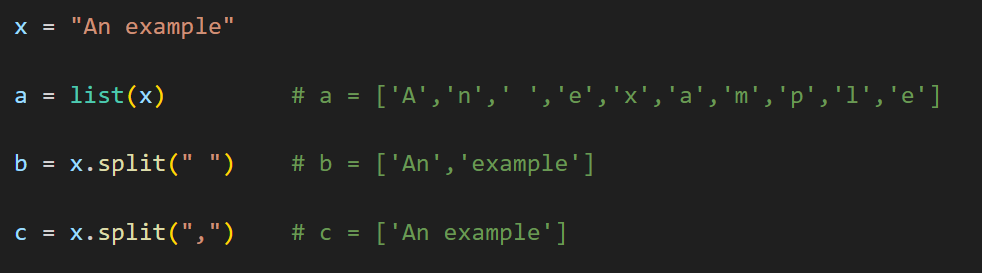 x = "An example"
a = list(x)          # a = ['A','n',' ','e','x','a','m','p','l','e']
b = x.split(" ")     # b = ['An','example']
c = x.split(",")     # c = ['An example']